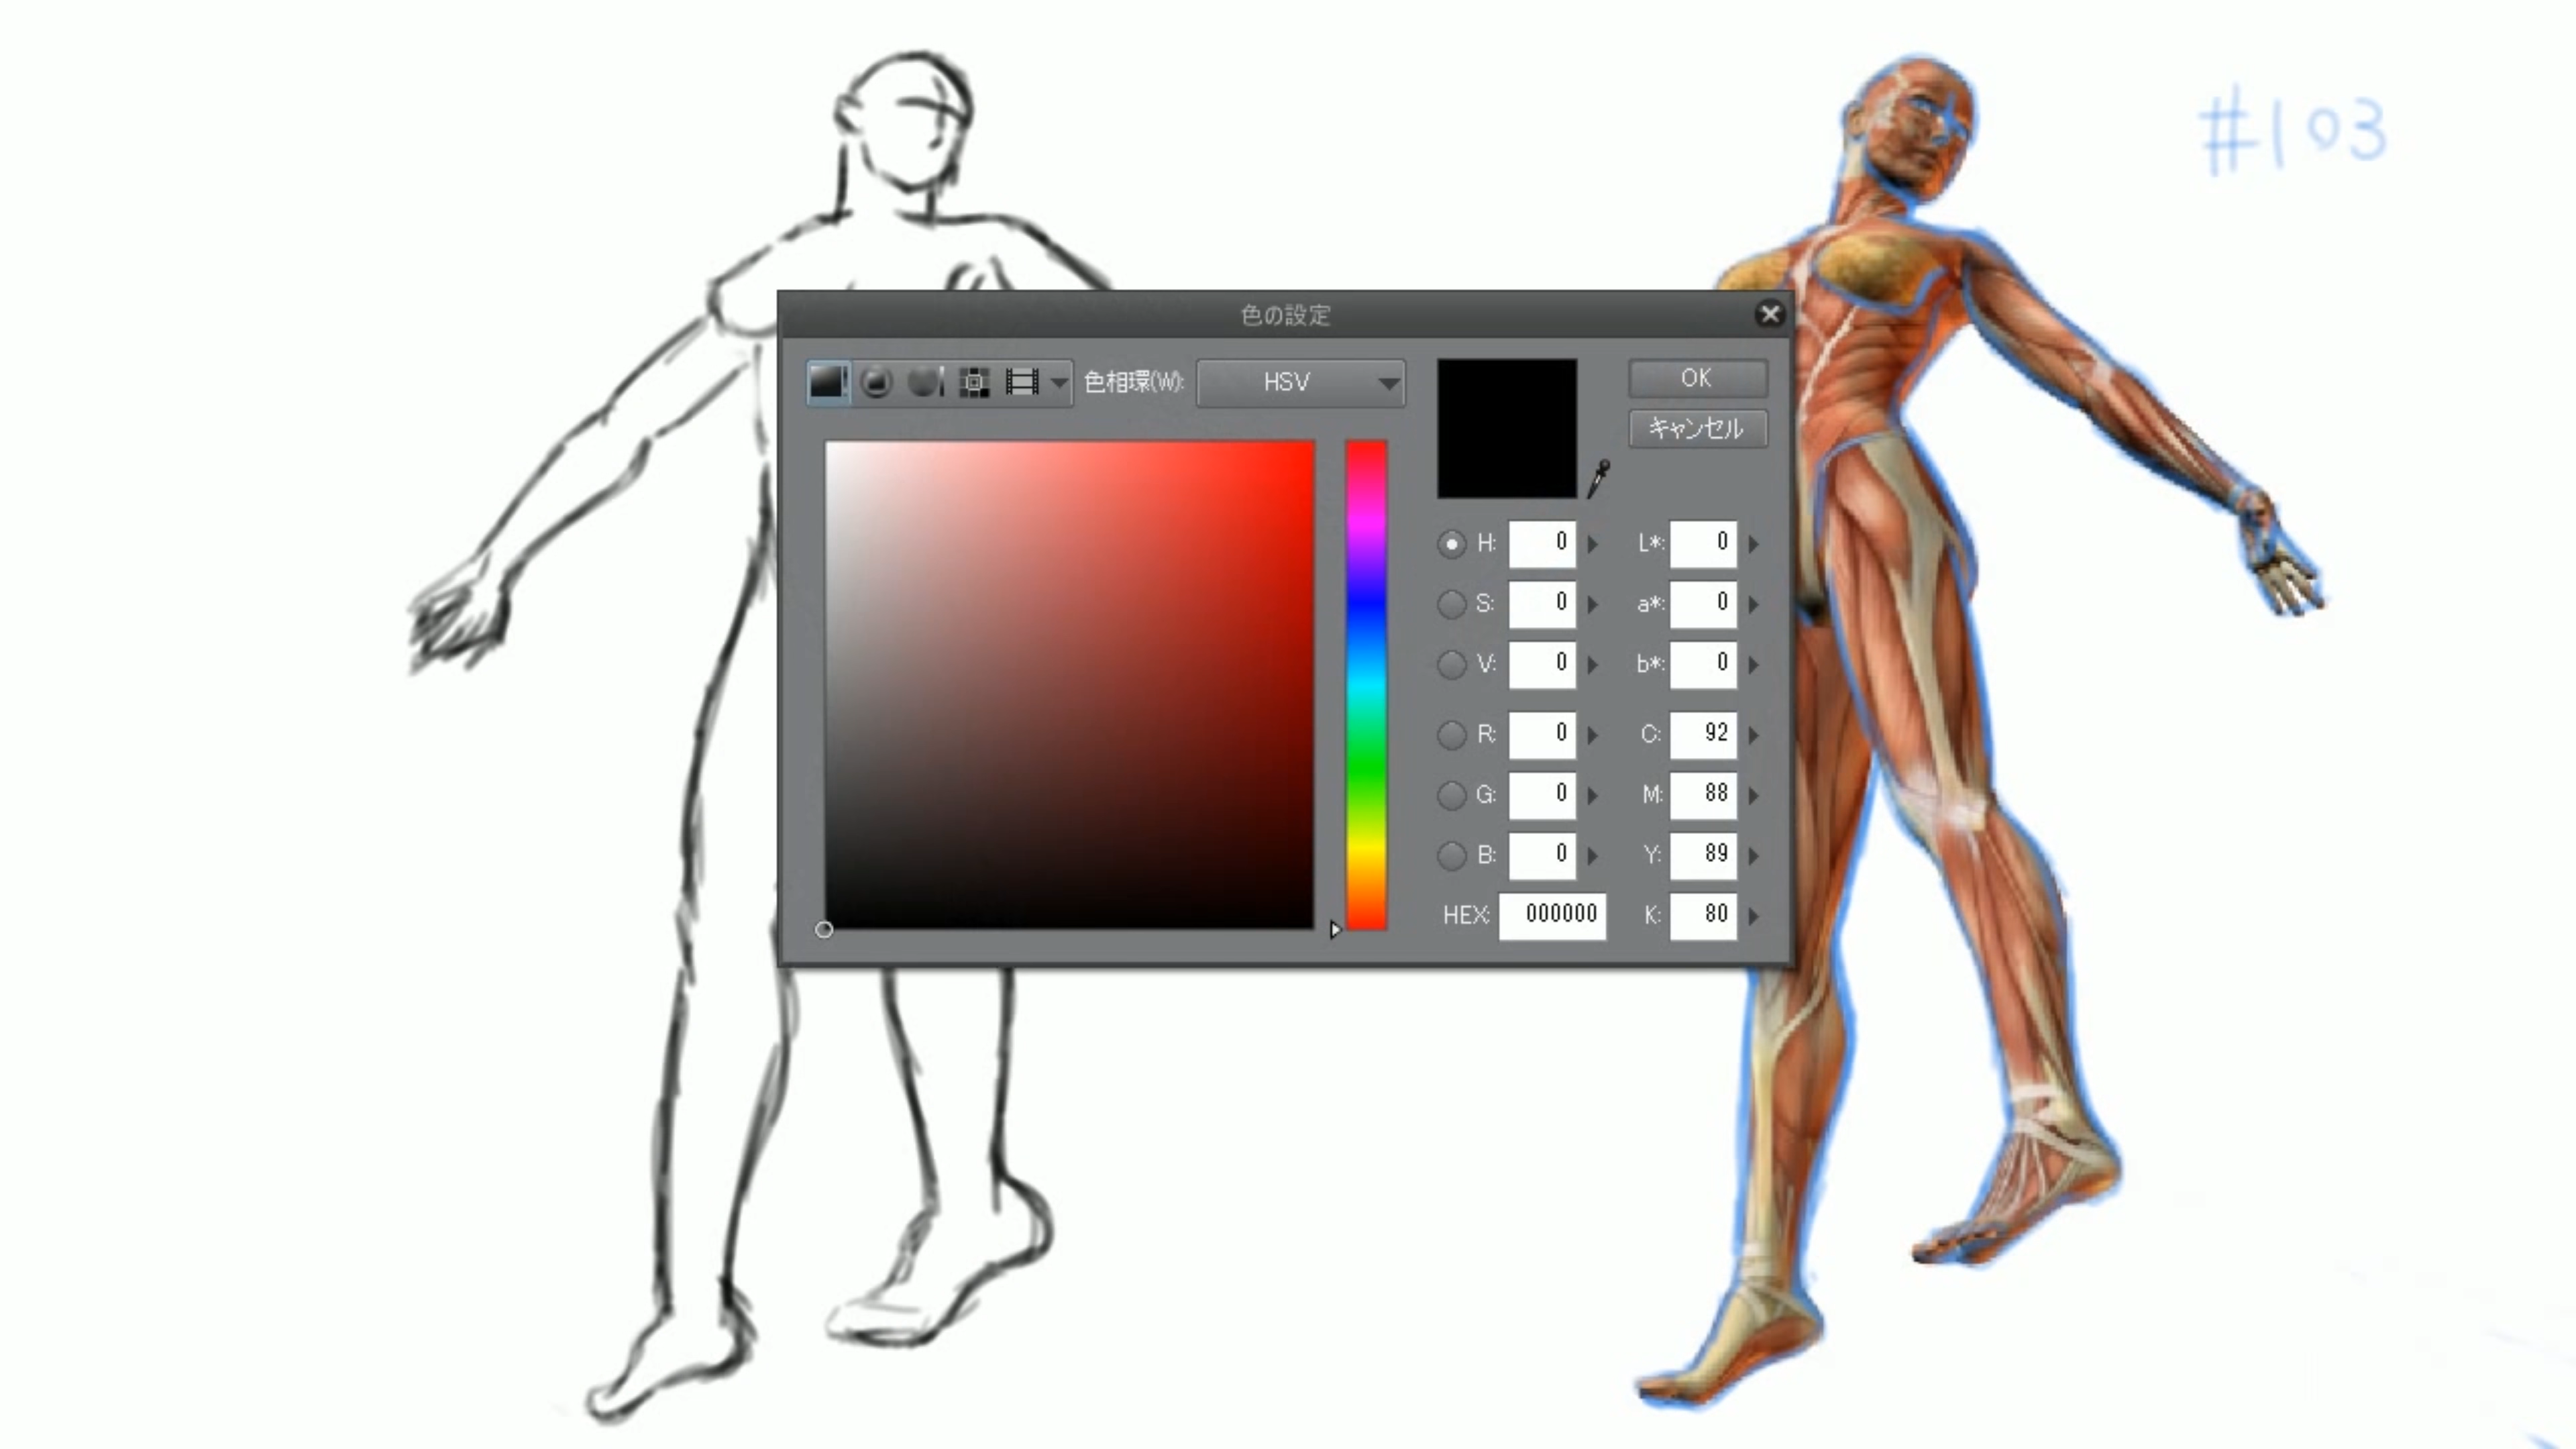 #103
色の設定
色相環(W): HSV
OK
キャンセル
H: 0 L*: 0
S: 0 a*: 0
V: 0 b*: 0
R: 0 C: 92
G: 0 M: 88
B: 0 Y: 89
HEX: 000000 K: 80